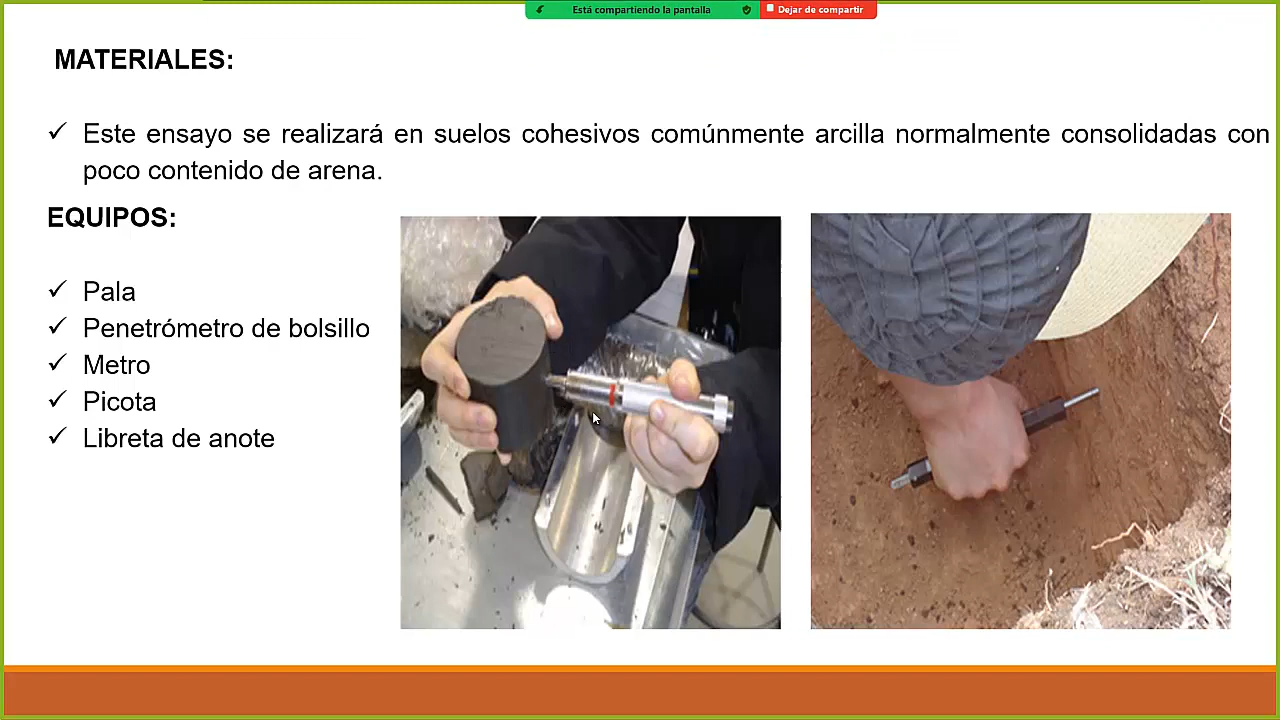 Está compartiendo la pantalla
Dejar de compartir
MATERIALES:
✓ Este ensayo se realizará en suelos cohesivos comúnmente arcilla normalmente consolidadas con
poco contenido de arena.
EQUIPOS:
✓ Pala
✓ Penetrómetro de bolsillo
✓ Metro
✓ Picota
✓ Libreta de anote